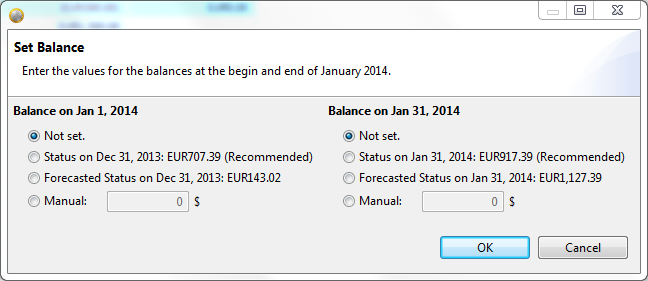 Set Balance
Enter the values for the balances at the begin and end of January 2014.
Balance on Jan 1, 2014
Not set.
Status on Dec 31, 2013: EUR707.39 (Recommended)
Forecasted Status on Dec 31, 2013: EUR143.02
Manual: 0 $
Balance on Jan 31, 2014
Not set.
Status on Jan 31, 2014: EUR917.39 (Recommended)
Forecasted Status on Jan 31, 2014: EUR1,127.39
Manual: 0 $
OK Cancel